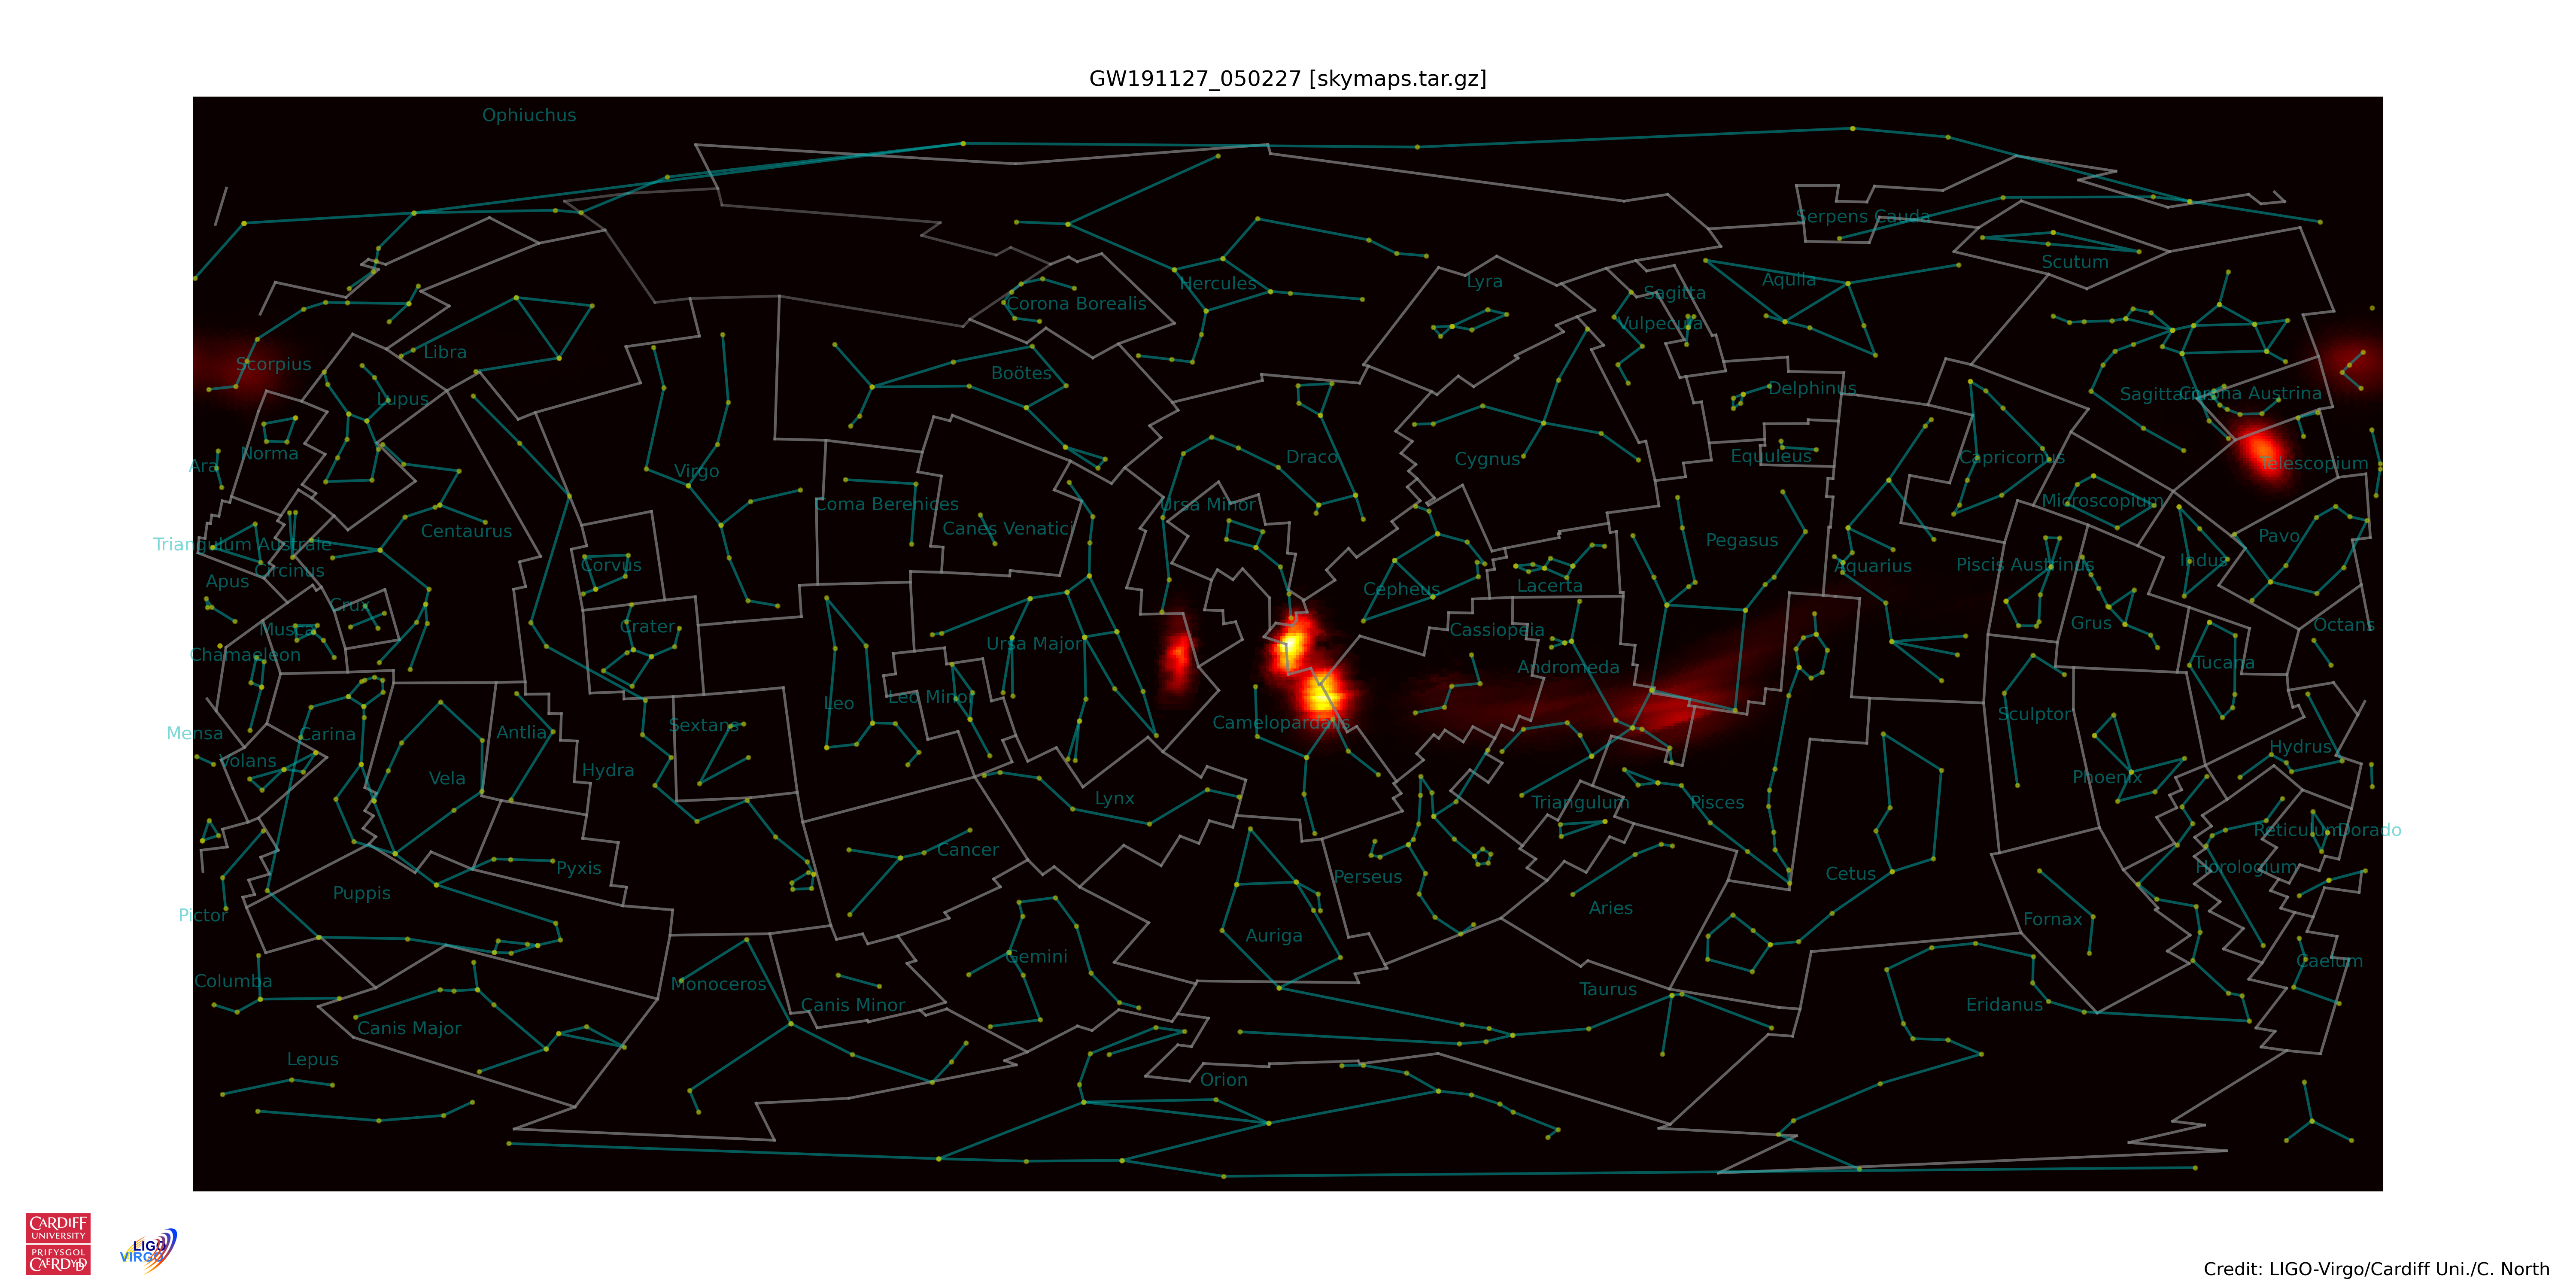 GW191127_050227 [skymaps.tar.gz]
Ophiuchus
Serpens Cauda
Scutum
Hercules
Lyra
Aquila
Sagitta
Corona Borealis
Vulpecula
Libra
Scorpius
Boötes
Delphinus
Lupus
Sagittarius
Corona Austrina
Norma
Ara
Virgo
Draco
Cygnus
Equuleus
Capricornus
Telescopium
Coma Berenices
Ursa Minor
Microscopium
Centaurus
Canes Venatici
Pegasus
Pavo
Triangulum Australe
Circinus
Corvus
Indus
Aquarius
Piscis Austrinus
Apus
Cepheus
Lacerta
Crux
Musca
Crater
Cassiopeia
Grus
Octans
Chamaeleon
Ursa Major
Andromeda
Tucana
Leo
Leo Minor
Sculptor
Mensa
Carina
Antlia
Sextans
Camelopardalis
Hydrus
Volans
Vela
Hydra
Phoenix
Lynx
Triangulum
Pisces
Reticulum
Dorado
Cancer
Pyxis
Puppis
Perseus
Cetus
Horologium
Pictor
Aries
Fornax
Auriga
Gemini
Caelum
Columba
Monoceros
Canis Minor
Taurus
Eridanus
Canis Major
Lepus
Orion
CARDIFF
UNIVERSITY
PRIFYSGOL
CAERDYDD
LIGO
VIRGO
Credit: LIGO-Virgo/Cardiff Uni./C. North